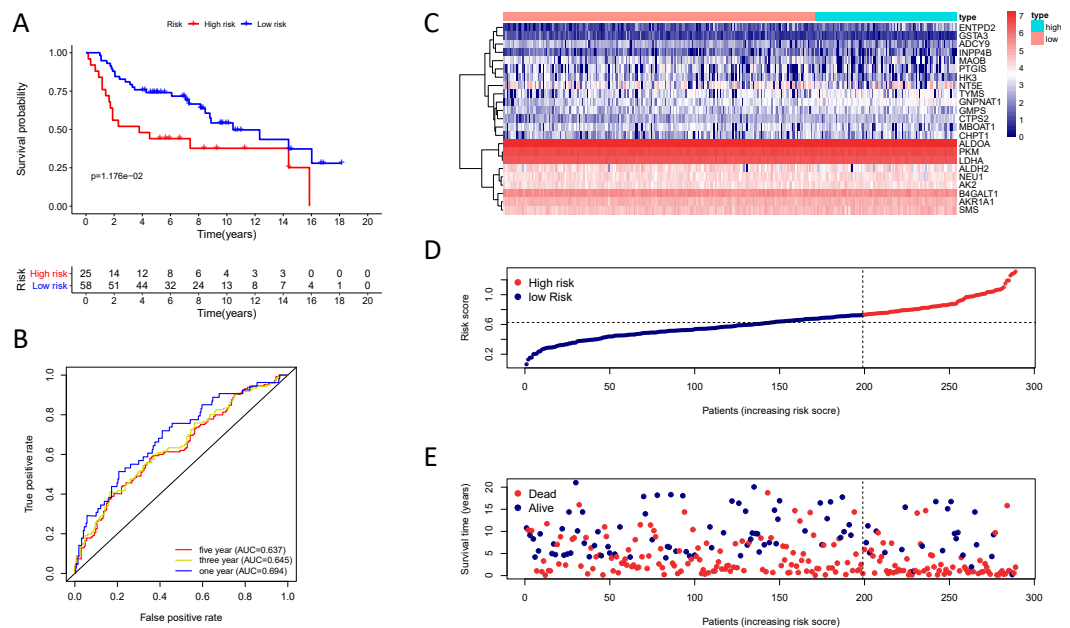 A
Risk High risk Low risk
1.00
0.75
0.50
0.25
0.00
Survival probability
p=1.176e−02
0 2 4 6 8 10 12 14 16 18 20
Time(years)
Risk
High risk 25 14 12 8 6 4 3 3 0 0 0
Low risk 58 51 44 32 24 13 8 7 4 1 0
0 2 4 6 8 10 12 14 16 18 20
Time(years)
B
1.0
0.8
0.6
0.4
0.2
0.0
True positive rate
five year (AUC=0.637)
three year (AUC=0.645)
one year (AUC=0.694)
0.0 0.2 0.4 0.6 0.8 1.0
False positive rate
C
type
ENTPD2
GSTA3
ADCY9
INPP4B
MAOB
PTGIS
HK3
NT5E
TYMS
GNPNAT1
GMPS
CTPS2
MBOAT1
CHPT1
ALDOA
PKM
LDHA
ALDH2
NEU1
AK2
B4GALT1
AKR1A1
SMS
7
6
5
4
3
2
1
0
type
high
low
D
High risk
low Risk
Risk score
1.0
0.6
0.2
0 50 100 150 200 250 300
Patients (increasing risk socre)
E
Dead
Alive
Survival time (years)
20
15
10
5
0
0 50 100 150 200 250 300
Patients (increasing risk socre)